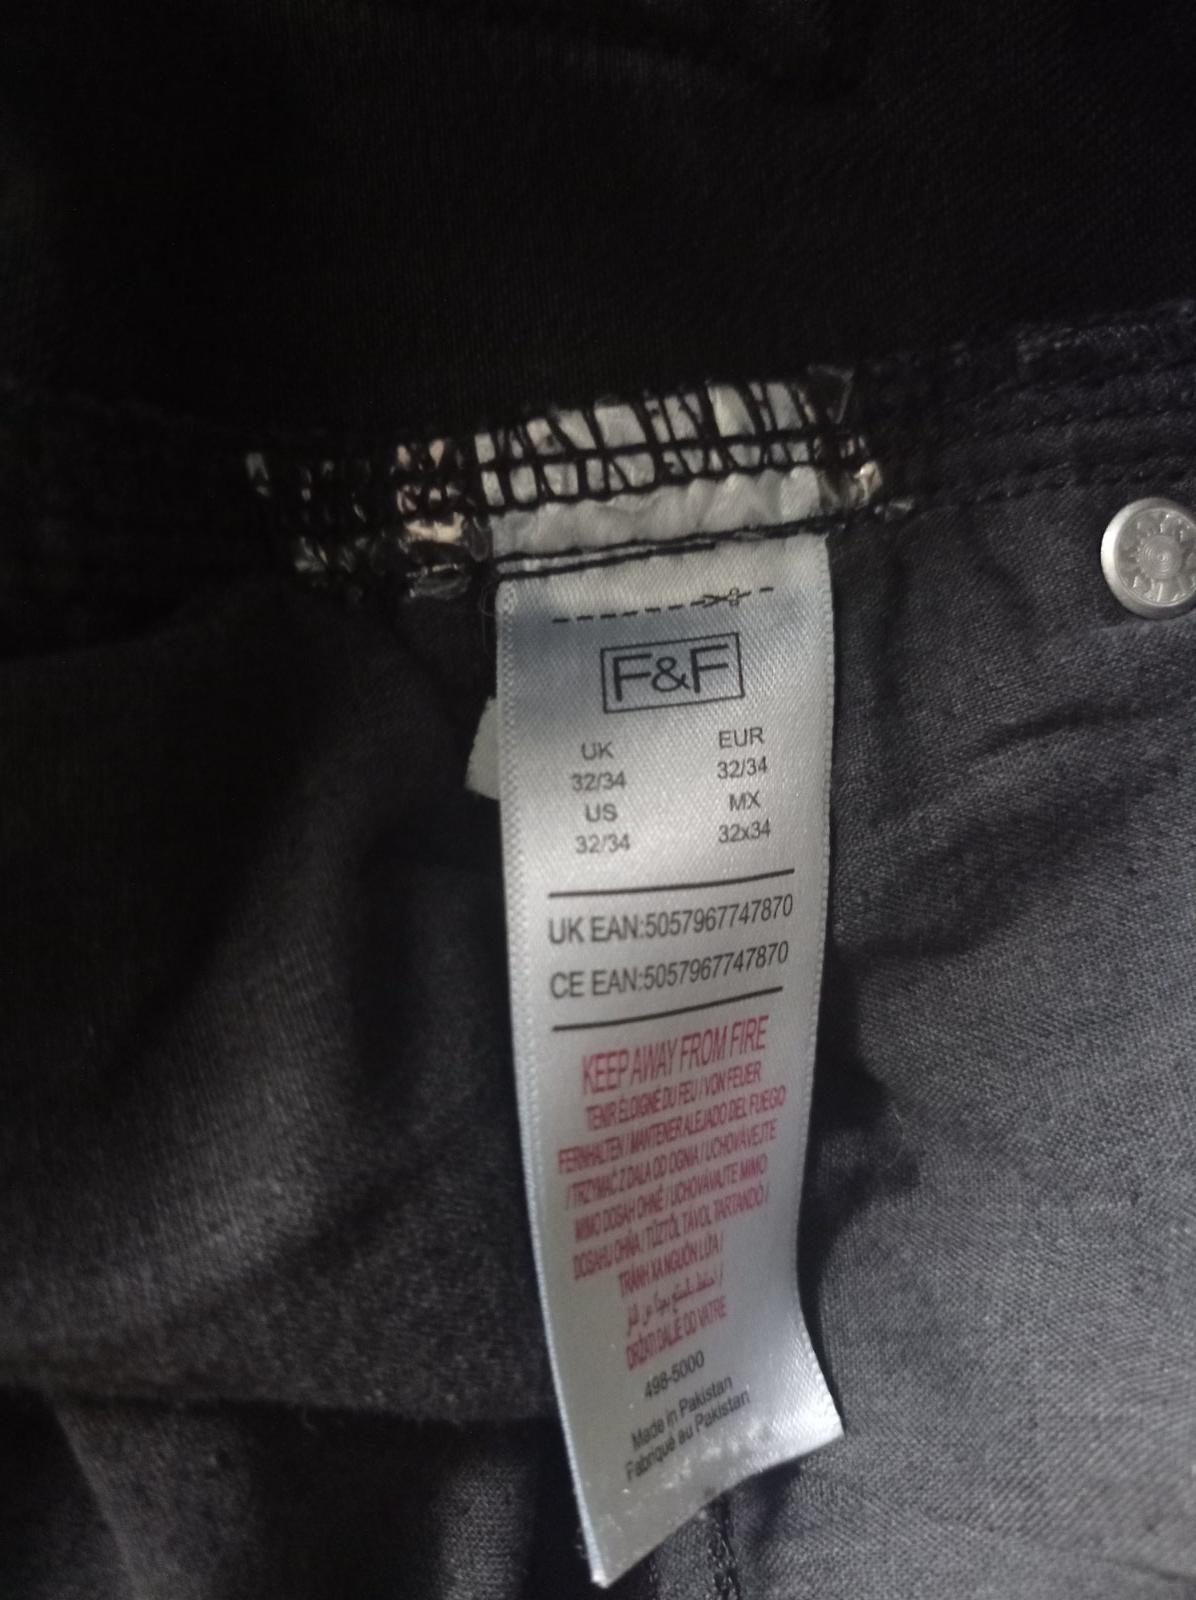 F&F
UK EUR
32/34 32/34
US MX
32/34 32x34
UK EAN:5057967747870
CE EAN:5057967747870
KEEP AWAY FROM FIRE
TENIR ÉLOIGNÉ DU FEU / VON FEUER
FERNHALTEN / MANTENER ALEJADO DEL FUEGO
/ TRZYMAĆ Z DALA OD OGNIA / UCHOVÁVEJTE
MIMO DOSAH OHNĚ / UCHOVÁVAJTE MIMO
DOSAHU OHŇA / TŰZTŐL TÁVOL TARTANDÓ /
TRÁNH XA NGUỒN LỬA /
DRŽATI DALJE OD VATRE
498-5000
Made in Pakistan
Fabriqué au Pakistan